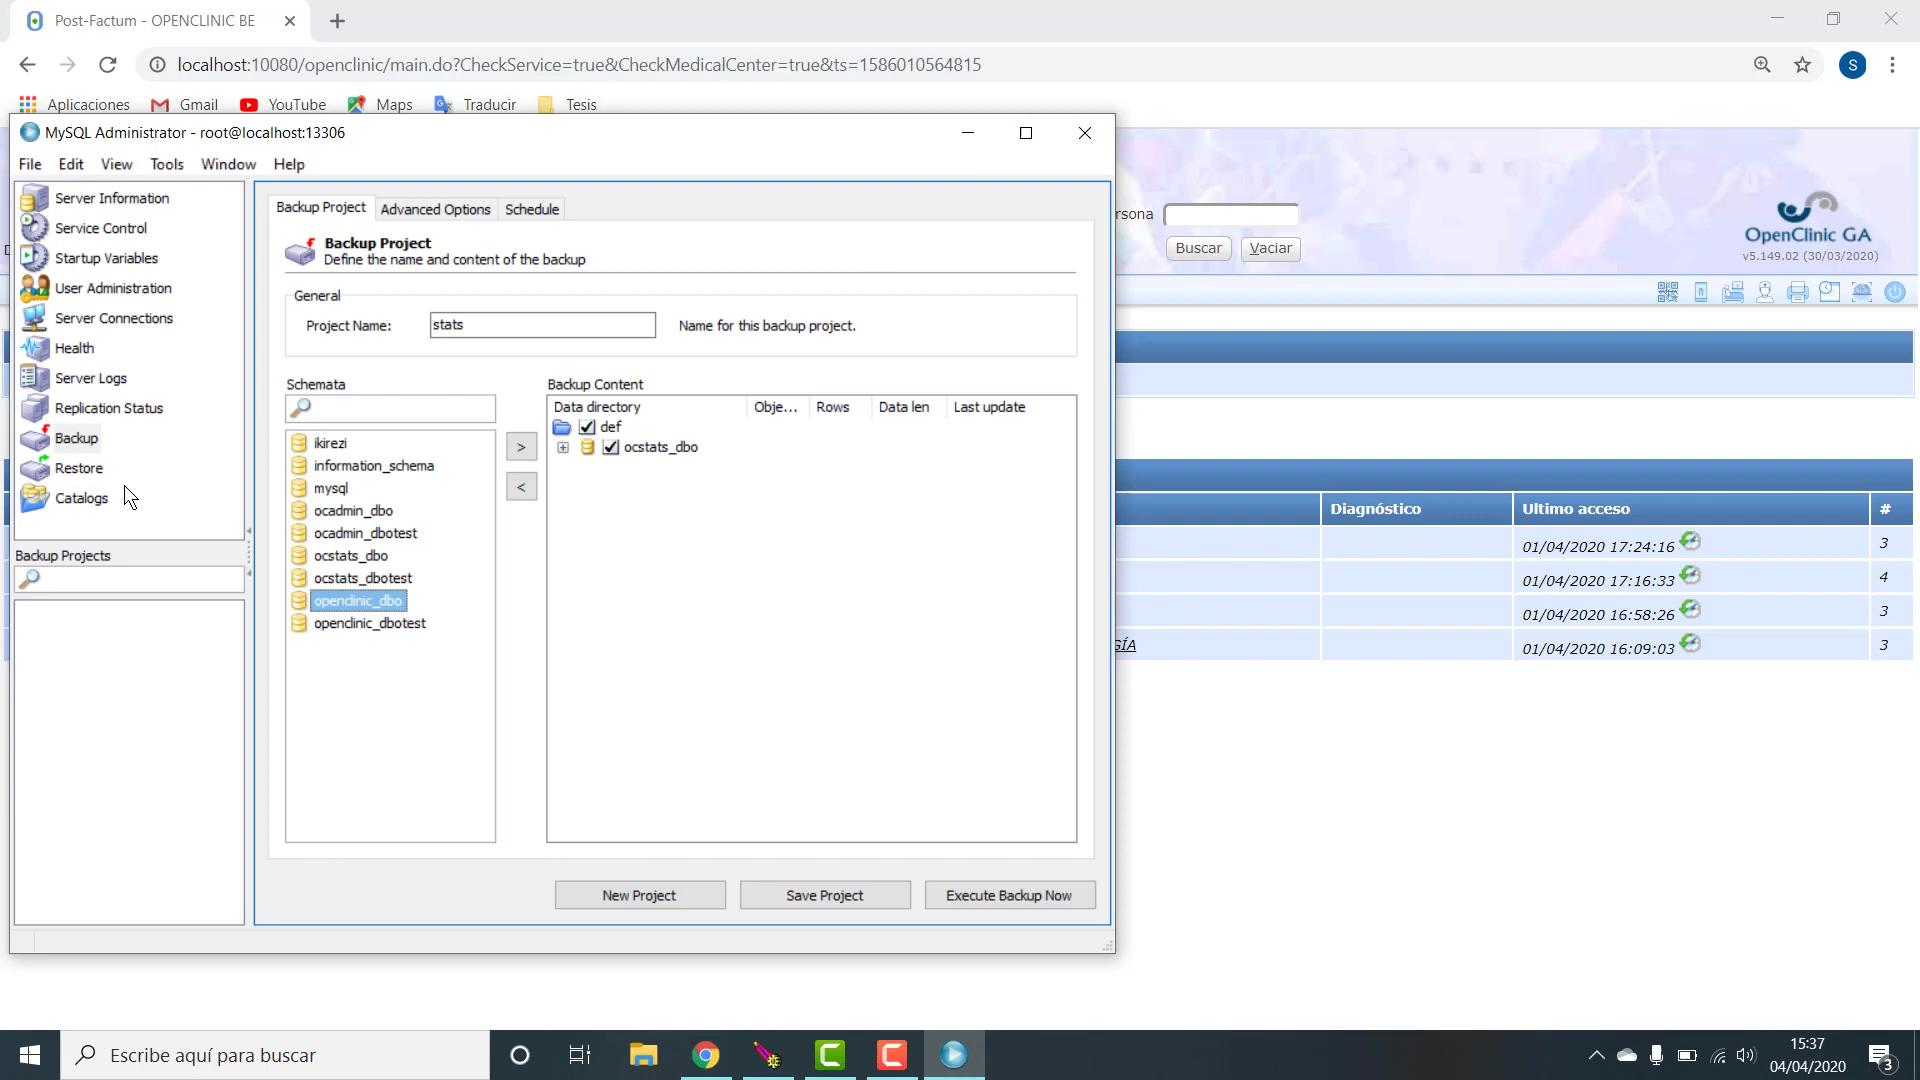 Post-Factum - OPENCLINIC BE
localhost:10080/openclinic/main.do?CheckService=true&CheckMedicalCenter=true&ts=1586010564815
S
Aplicaciones Gmail YouTube Maps Traducir Tesis
MySQL Administrator - root@localhost:13306
File Edit View Tools Window Help
Server Information
Service Control
Startup Variables
User Administration
Server Connections
Health
Server Logs
Replication Status
Backup
Restore
Catalogs
Backup Projects
Backup Project Advanced Options Schedule
Backup Project
Define the name and content of the backup
General
Project Name: stats Name for this backup project.
Schemata
ikirezi
information_schema
mysql
ocadmin_dbo
ocadmin_dbotest
ocstats_dbo
ocstats_dbotest
openclinic_dbo
openclinic_dbotest
>
<
Backup Content
Data directory Obje... Rows Data len Last update
def
ocstats_dbo
New Project Save Project Execute Backup Now
rsona
Buscar Vaciar
OpenClinic GA
v5.149.02 (30/03/2020)
Diagnóstico Ultimo acceso #
01/04/2020 17:24:16 3
01/04/2020 17:16:33 4
01/04/2020 16:58:26 3
GÍA 01/04/2020 16:09:03 3
Escribe aquí para buscar
15:37
04/04/2020
3